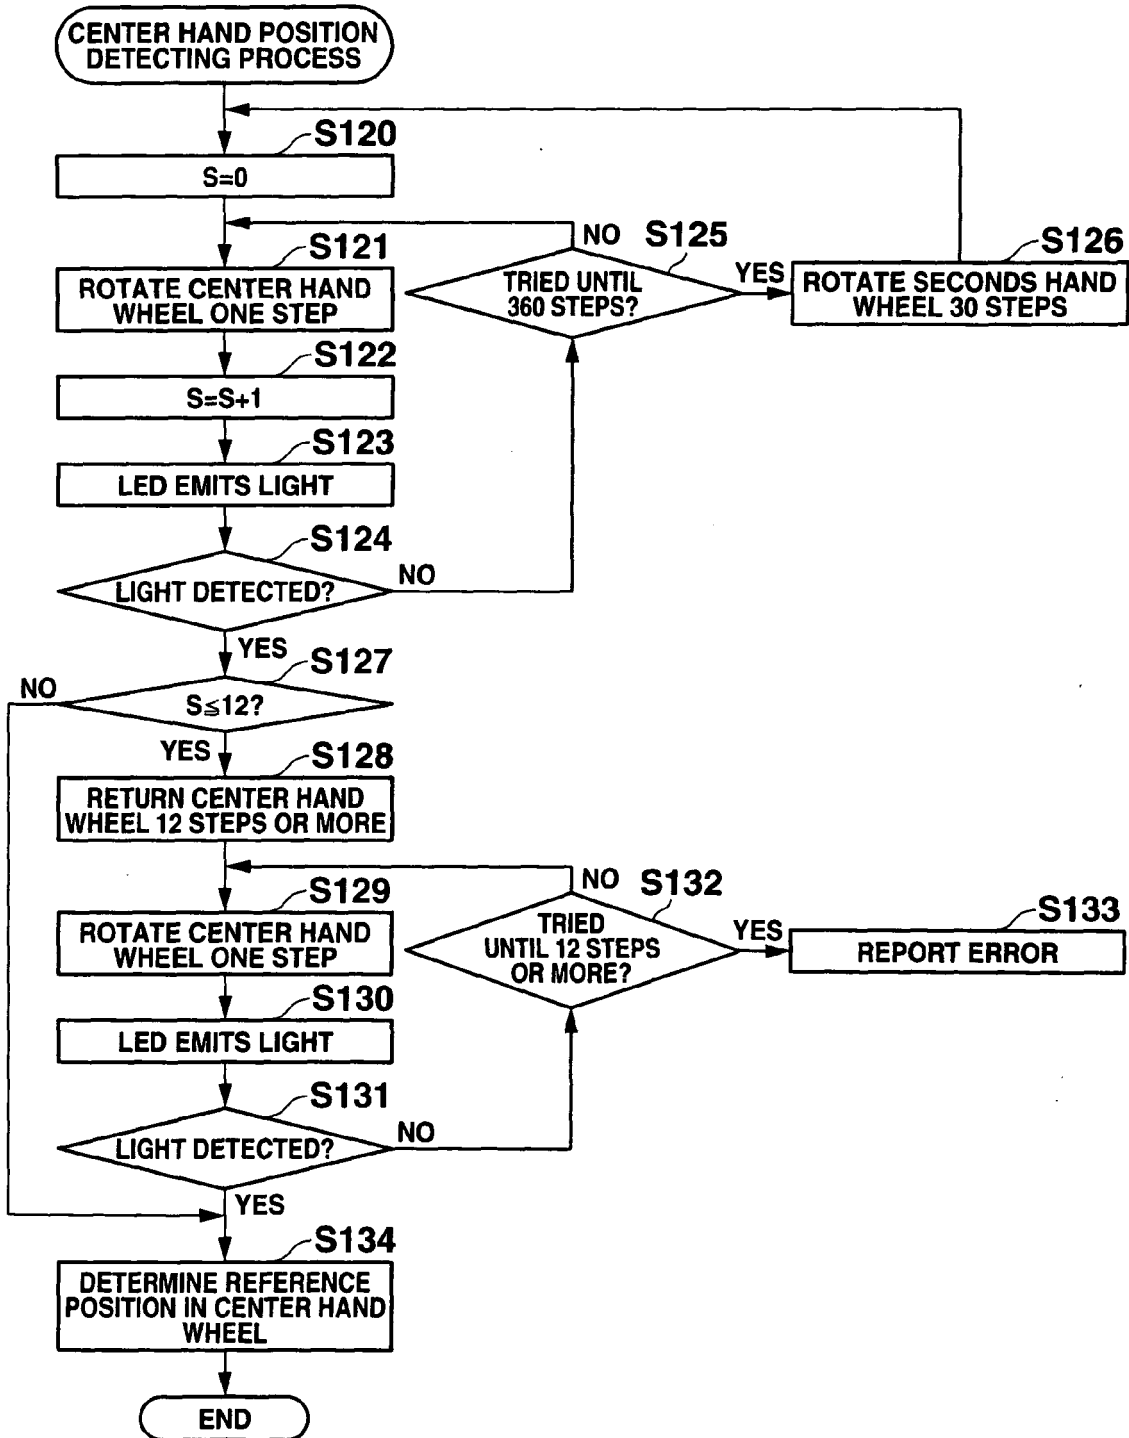 CENTER HAND POSITION
DETECTING PROCESS
S120
S=0
S121
ROTATE CENTER HAND
WHEEL ONE STEP
NO
S125
TRIED UNTIL
360 STEPS?
YES
S126
ROTATE SECONDS HAND
WHEEL 30 STEPS
S122
S=S+1
S123
LED EMITS LIGHT
S124
LIGHT DETECTED?
NO
YES
S127
NO
S≦12?
YES
S128
RETURN CENTER HAND
WHEEL 12 STEPS OR MORE
S129
ROTATE CENTER HAND
WHEEL ONE STEP
NO
S132
TRIED
UNTIL 12 STEPS
OR MORE?
YES
S133
REPORT ERROR
S130
LED EMITS LIGHT
S131
LIGHT DETECTED?
NO
YES
S134
DETERMINE REFERENCE
POSITION IN CENTER HAND
WHEEL
END